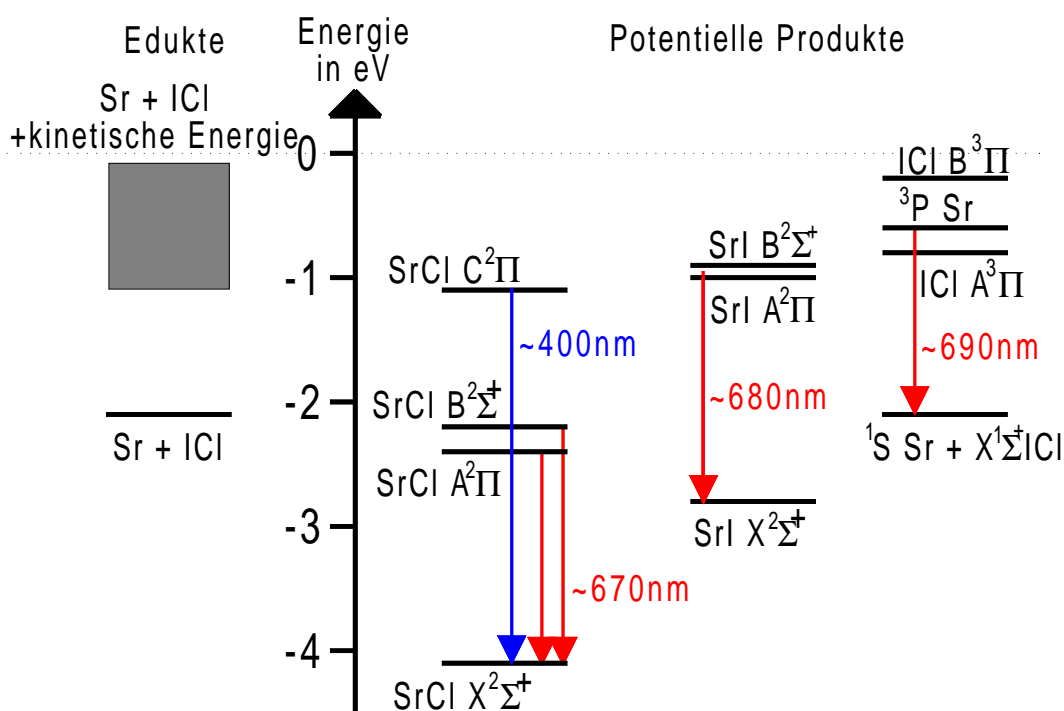 Edukte
Energie
in eV
Potentielle Produkte
Sr + ICl
+kinetische Energie
0
-1
-2
-3
-4
Sr + ICl
SrCl C²Π
~400nm
SrCl B²Σ⁺
SrCl A²Π
~670nm
SrCl X²Σ⁺
SrI B²Σ⁺
SrI A²Π
~680nm
SrI X²Σ⁺
ICl B³Π
³P Sr
ICl A³Π
~690nm
¹S Sr + X¹Σ⁺ICl